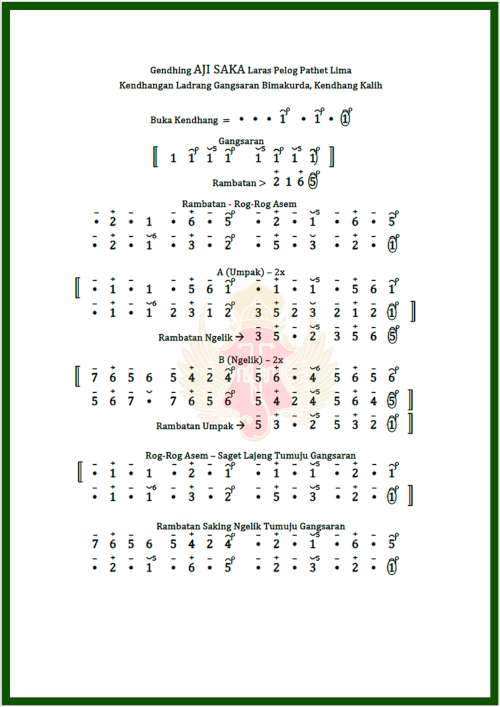 Gendhing AJI SAKA Laras Pelog Pathet Lima
Kendhangan Ladrang Gangsaran Bimakurda, Kendhang Kalih
Buka Kendhang = • • • 1 • 1 • 1
Gangsaran
[ 1 1 1 1 1 1 1 1 ]
Rambatan > 2 1 6 5
Rambatan - Rog-Rog Asem
• 2 • 1 • 6 • 5 • 2 • 1 • 6 • 5
• 2 • 1 • 3 • 2 • 5 • 3 • 2 • 1
A (Umpak) – 2x
[ • 1 • 1 • 5 6 1 • 1 • 1 • 5 6 1
• 1 • 1 2 3 1 2 3 5 2 3 2 1 2 1 ]
Rambatan Ngelik → 3 5 • 2 3 5 6 5
B (Ngelik) – 2x
[ 7 6 5 6 5 4 2 4 5 6 • 4 5 6 5 6
5 6 7 • 7 6 5 6 5 4 2 4 5 6 4 5 ]
Rambatan Umpak → 5 3 • 2 5 3 2 1 ]
Rog-Rog Asem – Saget Lajeng Tumuju Gangsaran
[ • 1 • 1 • 2 • 1 • 1 • 1 • 2 • 1
• 1 • 1 • 3 • 2 • 5 • 3 • 2 • 1 ]
Rambatan Saking Ngelik Tumuju Gangsaran
7 6 5 6 5 4 2 4 • 2 • 1 • 6 • 5
• 2 • 1 • 6 • 5 • 2 • 3 • 2 • 1